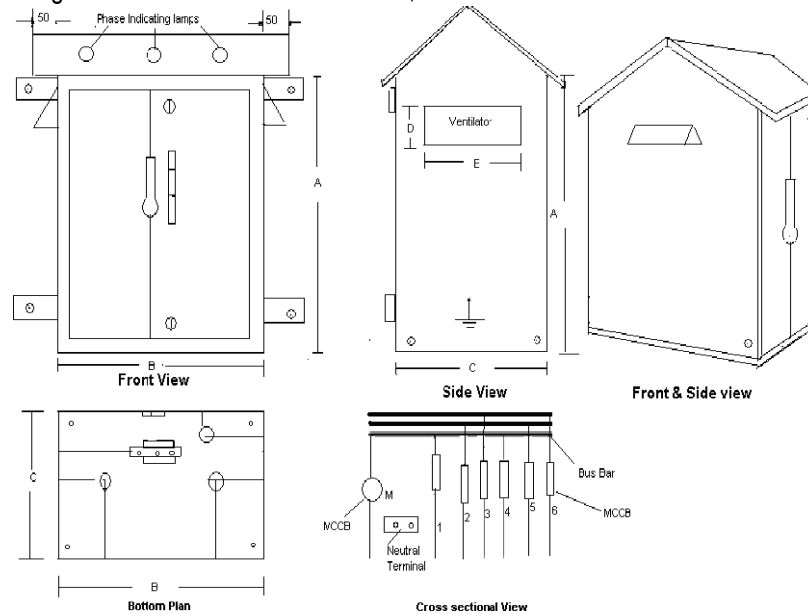 50
Phase Indicating lamps
50
A
B
Front View
D
Ventilator
E
A
C
Side View
Front & Side view
C
B
Bottom Plan
Bus Bar
M
MCCB
1
2
3
4
5
6
MCCB
Neutral
Terminal
Cross sectional View